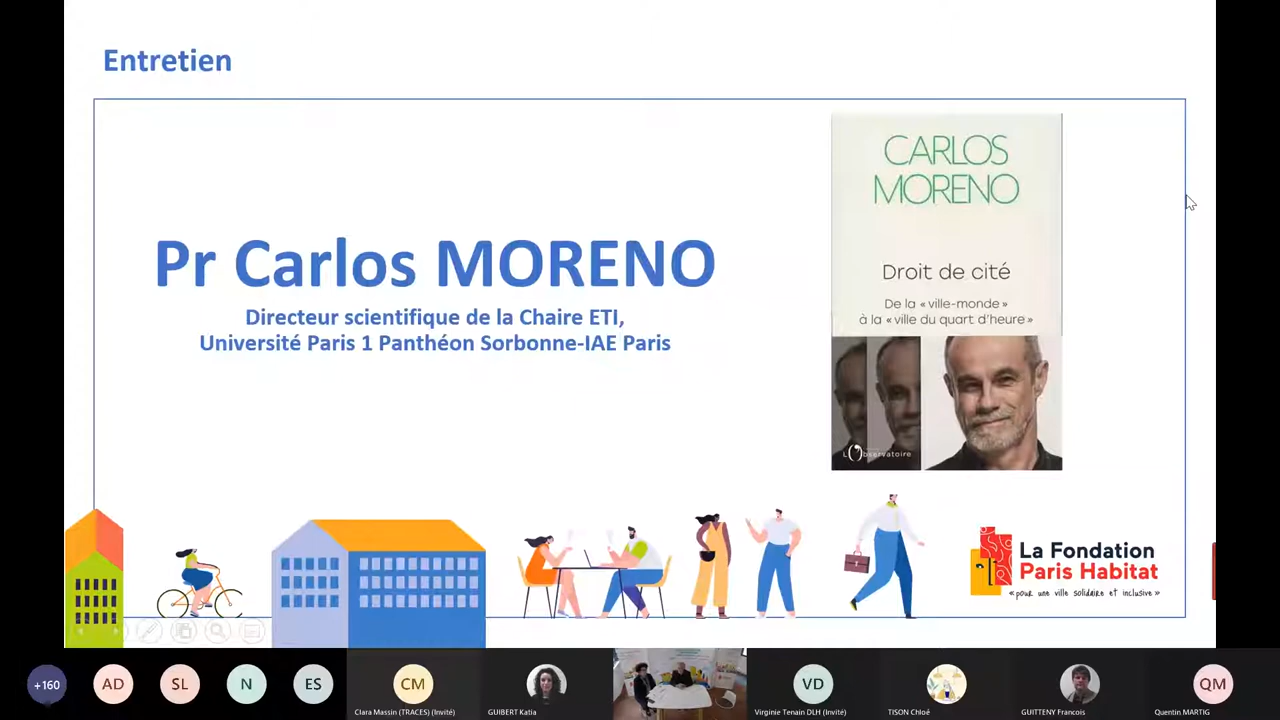 Entretien
CARLOS
MORENO
Droit de cité
De la « ville-monde »
à la « ville du quart d'heure »
L'Observatoire
Pr Carlos MORENO
Directeur scientifique de la Chaire ETI,
Université Paris 1 Panthéon Sorbonne-IAE Paris
La Fondation
Paris Habitat
« pour une ville solidaire et inclusive »
+160
AD
SL
N
ES
CM
VD
QM
Clara Massin (TRACES) (Invité)
GUIBERT Katia
Virginie Tenain DLH (Invité)
TISON Chloé
GUITTENY Francois
Quentin MARTIG